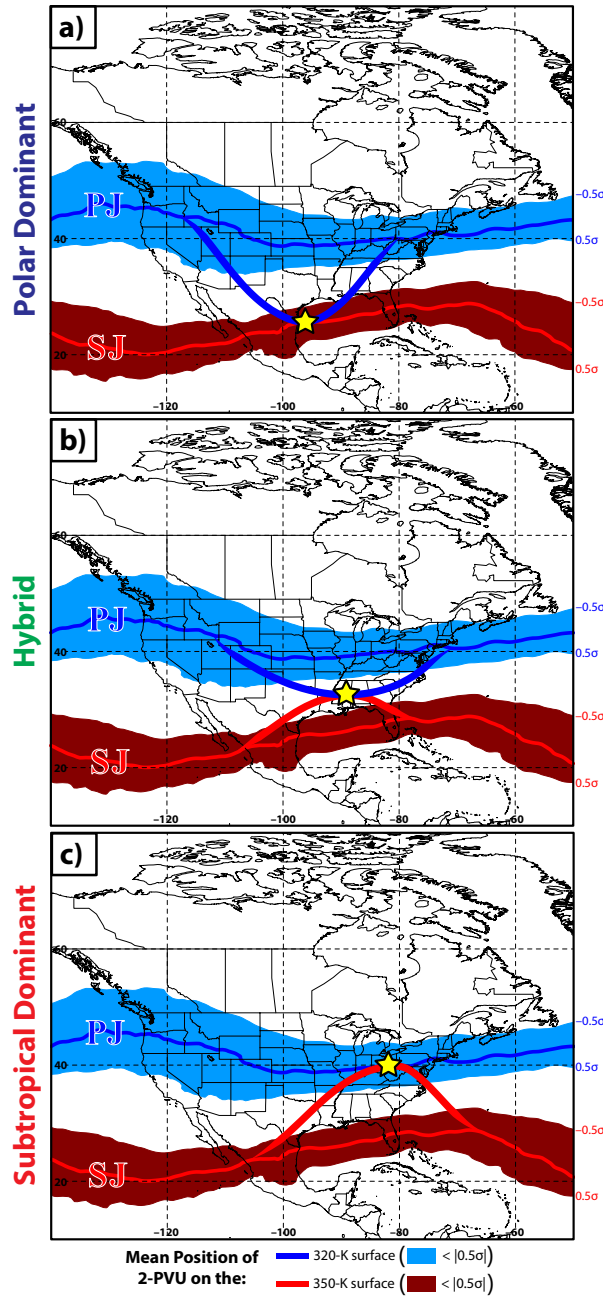 a)
Polar Dominant
60
PJ
40
SJ
20
−120
−100
−80
−60
−0.5σ
0.5σ
−0.5σ
0.5σ
b)
Hybrid
60
PJ
40
SJ
20
−120
−100
−80
−60
−0.5σ
0.5σ
−0.5σ
0.5σ
c)
Subtropical Dominant
60
PJ
40
SJ
20
−120
−100
−80
−60
−0.5σ
0.5σ
−0.5σ
0.5σ
Mean Position of
2-PVU on the:
320-K surface ( < |0.5σ|)
350-K surface ( < |0.5σ|)